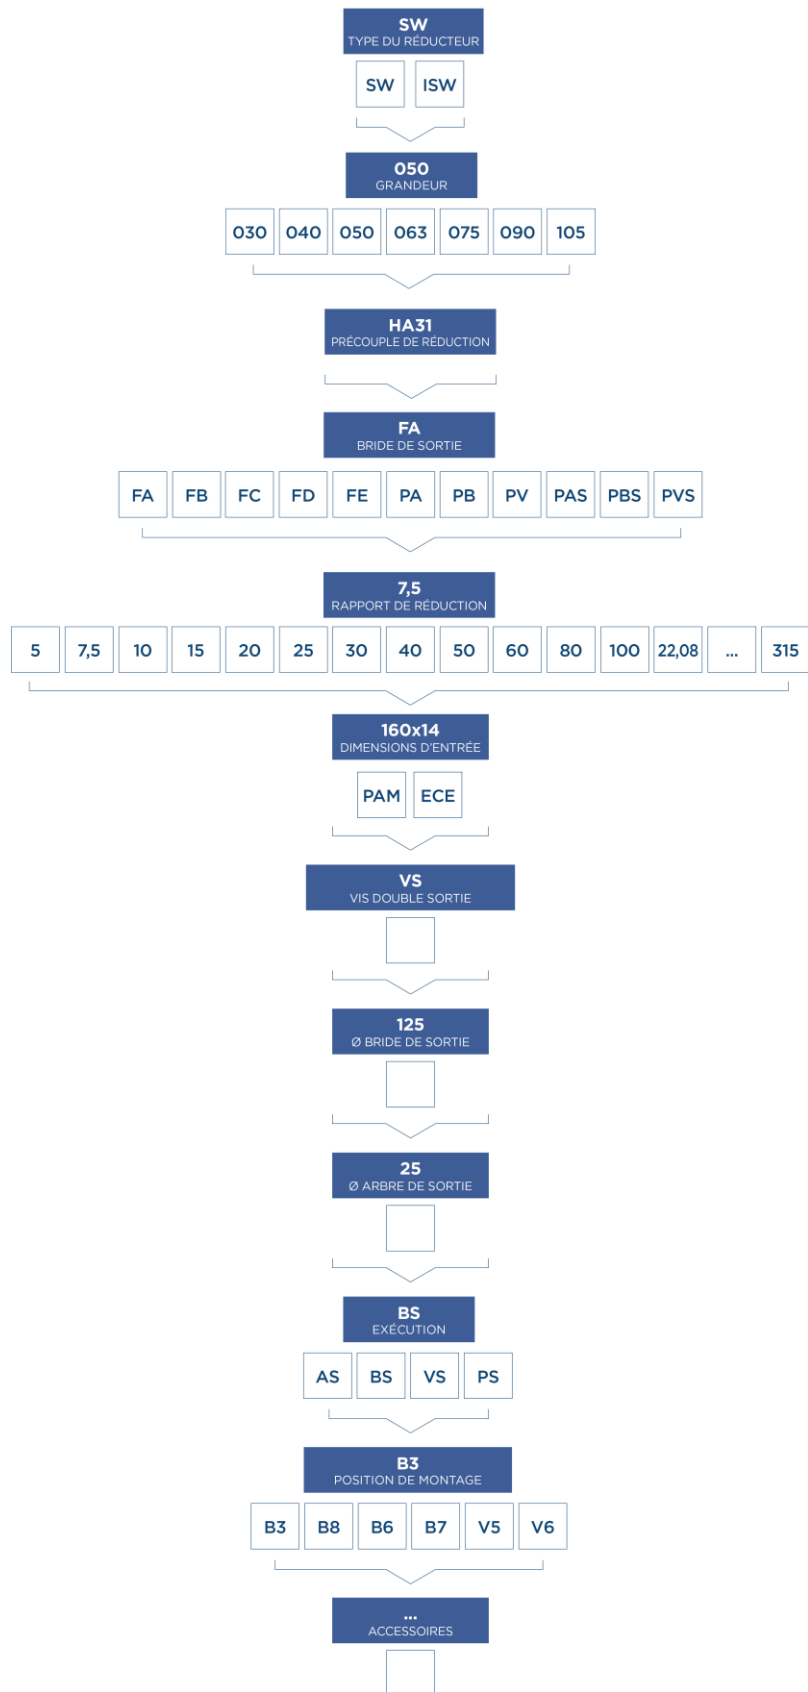 SW
TYPE DU RÉDUCTEUR
SW ISW
050
GRANDEUR
030 040 050 063 075 090 105
HA31
PRÉCOUPLE DE RÉDUCTION
FA
BRIDE DE SORTIE
FA FB FC FD FE PA PB PV PAS PBS PVS
7,5
RAPPORT DE RÉDUCTION
5 7,5 10 15 20 25 30 40 50 60 80 100 22,08 ... 315
160x14
DIMENSIONS D'ENTRÉE
PAM ECE
VS
VIS DOUBLE SORTIE
125
Ø BRIDE DE SORTIE
25
Ø ARBRE DE SORTIE
BS
EXÉCUTION
AS BS VS PS
B3
POSITION DE MONTAGE
B3 B8 B6 B7 V5 V6
...
ACCESSOIRES